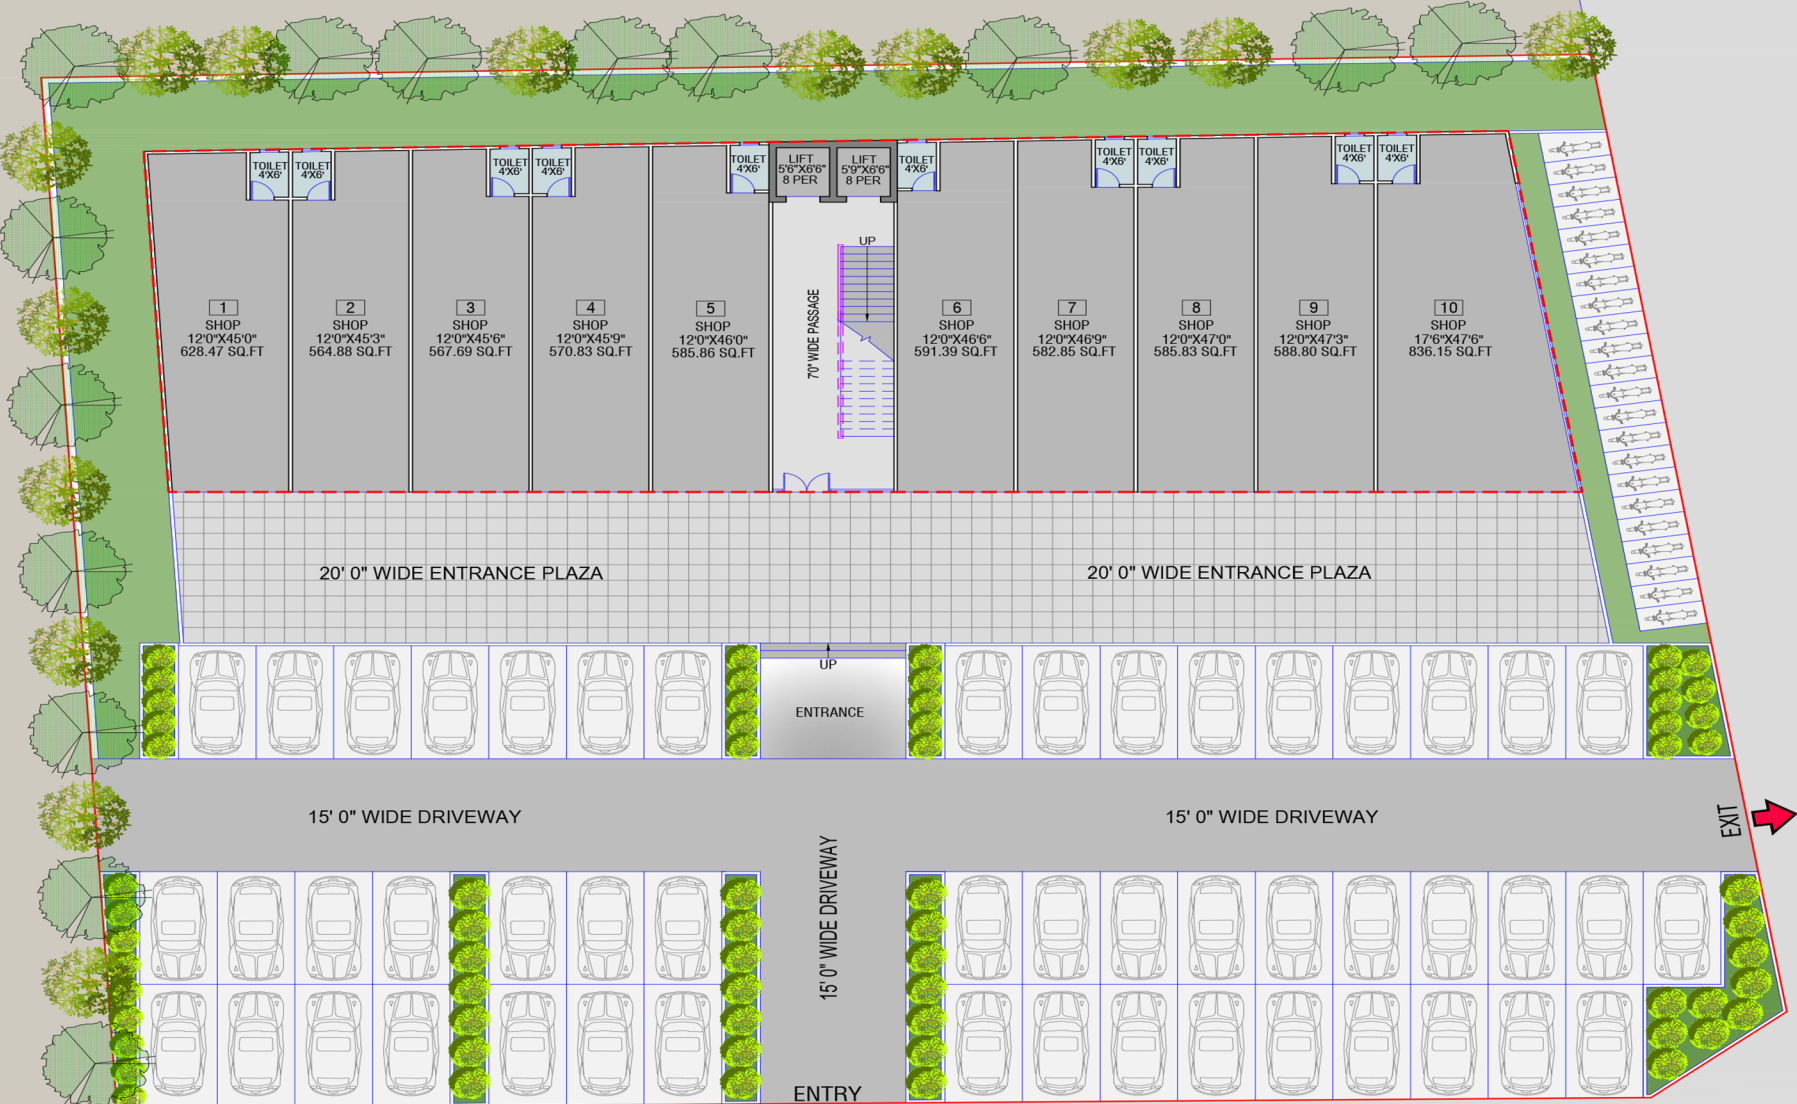 TOILET
4'X6'
TOILET
4'X6'
TOILET
4'X6'
TOILET
4'X6'
TOILET
4'X6'
LIFT
5'6"X6'6"
8 PER
LIFT
5'9"X6'6"
8 PER
TOILET
4'X6'
TOILET
4'X6'
TOILET
4'X6'
TOILET
4'X6'
TOILET
4'X6'
UP
1
SHOP
12'0"X45'0"
628.47 SQ.FT
2
SHOP
12'0"X45'3"
564.88 SQ.FT
3
SHOP
12'0"X45'6"
567.69 SQ.FT
4
SHOP
12'0"X45'9"
570.83 SQ.FT
5
SHOP
12'0"X46'0"
585.86 SQ.FT
7'0" WIDE PASSAGE
6
SHOP
12'0"X46'6"
591.39 SQ.FT
7
SHOP
12'0"X46'9"
582.85 SQ.FT
8
SHOP
12'0"X47'0"
585.83 SQ.FT
9
SHOP
12'0"X47'3"
588.80 SQ.FT
10
SHOP
17'6"X47'6"
836.15 SQ.FT
20' 0" WIDE ENTRANCE PLAZA
20' 0" WIDE ENTRANCE PLAZA
UP
ENTRANCE
15' 0" WIDE DRIVEWAY
15' 0" WIDE DRIVEWAY
EXIT
15' 0" WIDE DRIVEWAY
ENTRY